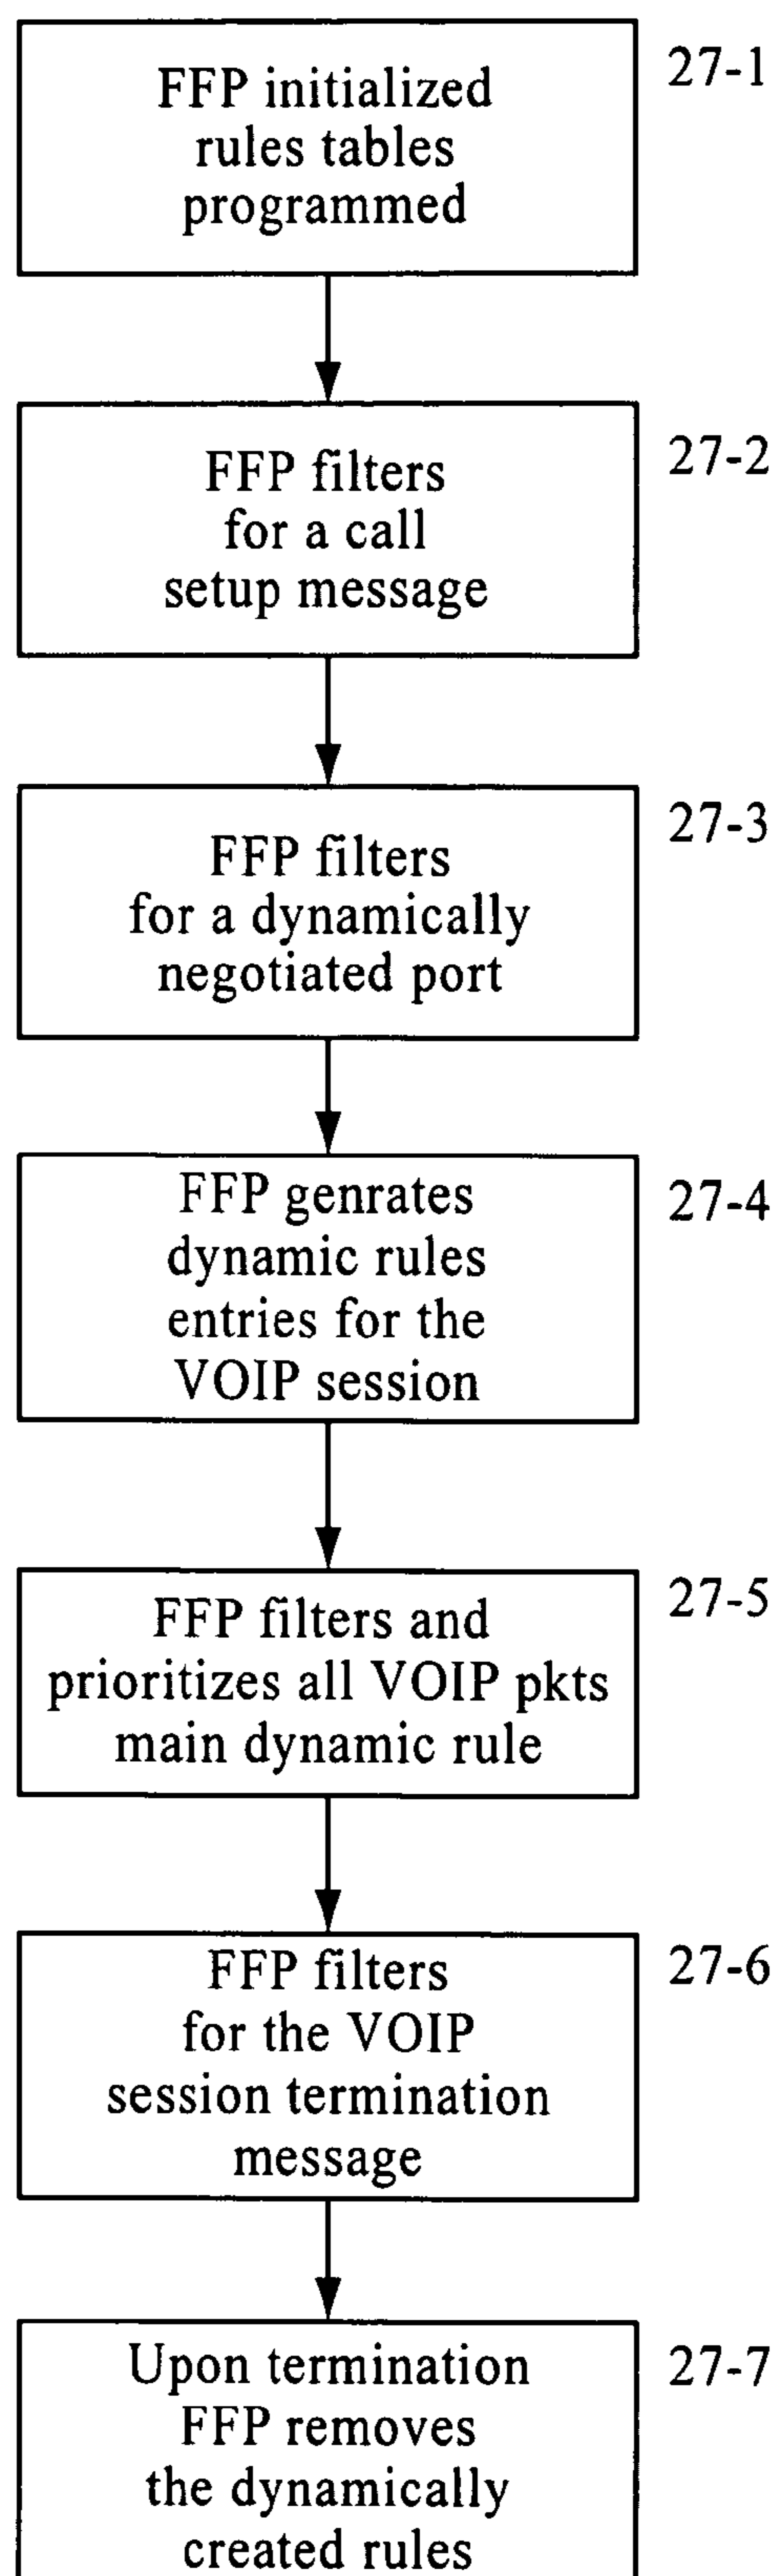 FFP initialized
rules tables
programmed
27-1
FFP filters
for a call
setup message
27-2
FFP filters
for a dynamically
negotiated port
27-3
FFP genrates
dynamic rules
entries for the
VOIP session
27-4
FFP filters and
prioritizes all VOIP pkts
main dynamic rule
27-5
FFP filters
for the VOIP
session termination
message
27-6
Upon termination
FFP removes
the dynamically
created rules
27-7